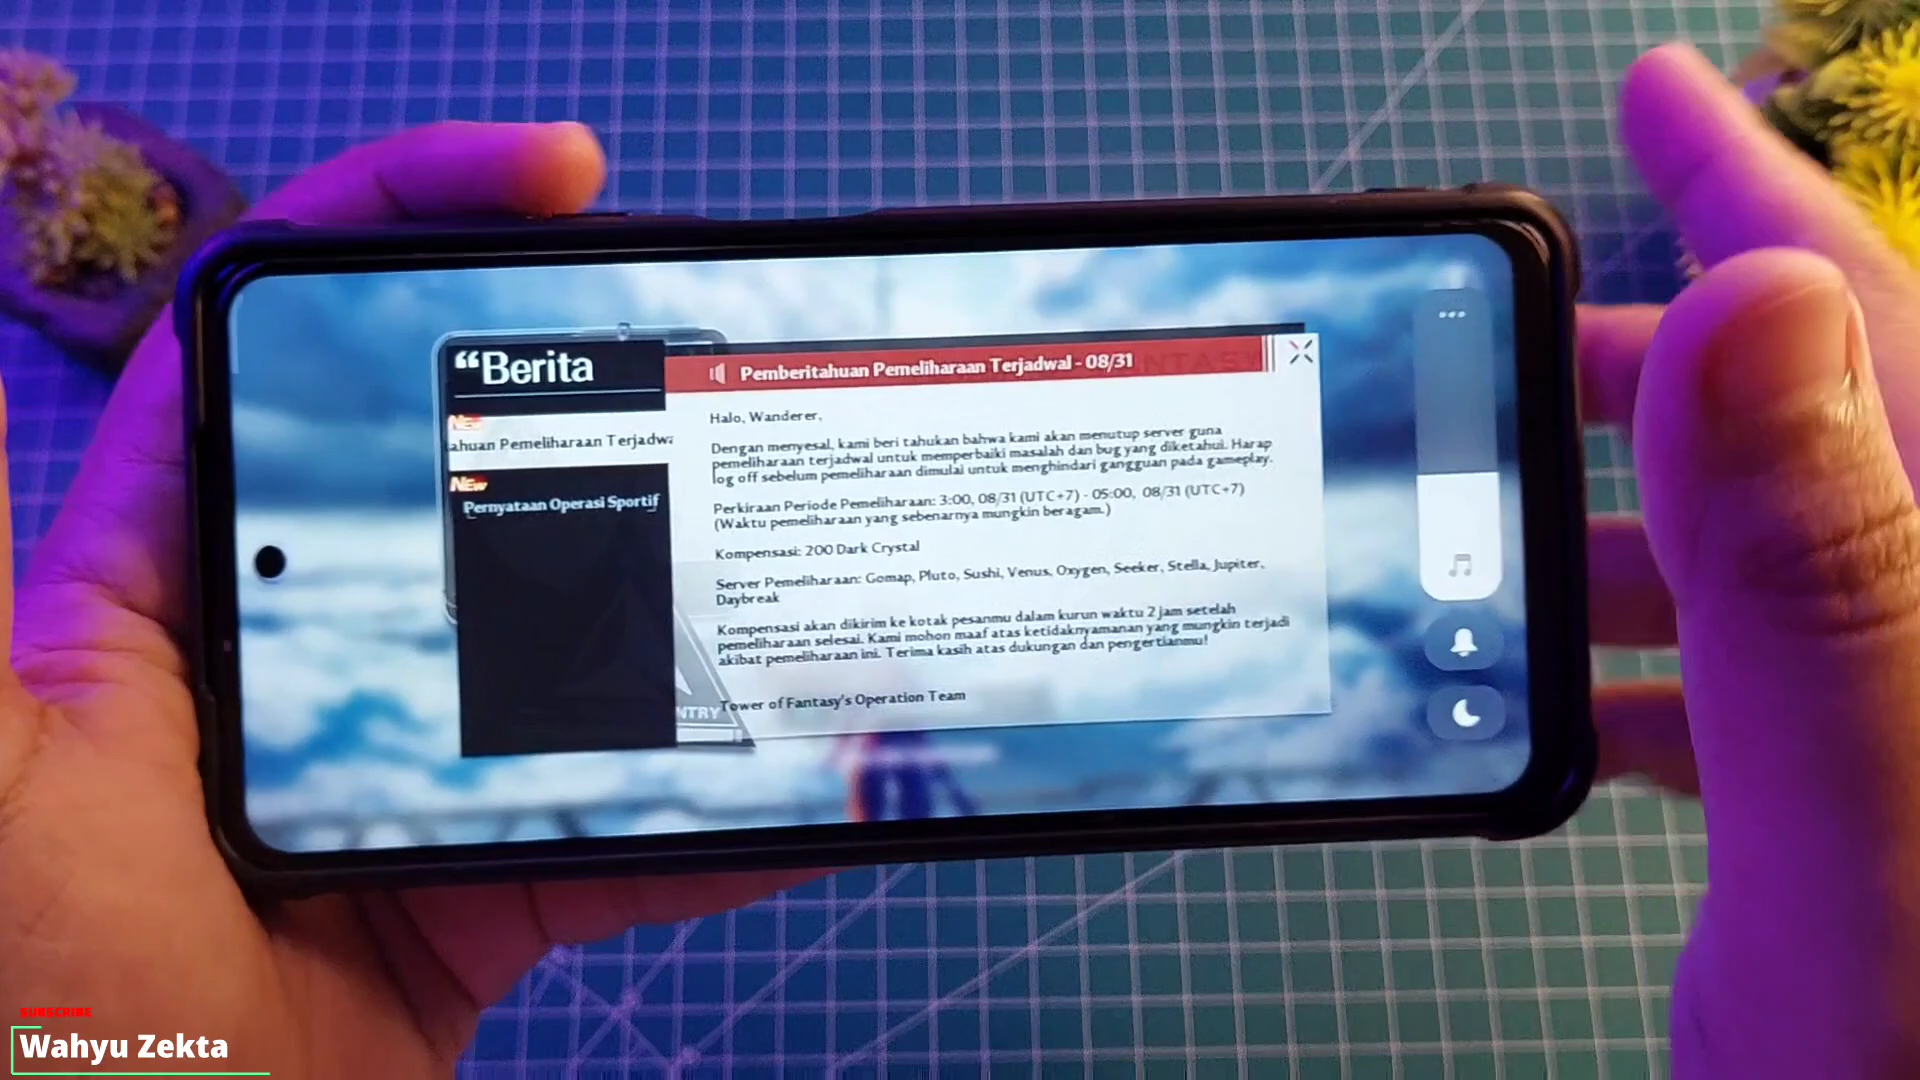 “Berita
New
ahuan Pemeliharaan Terjadwa
New
Pernyataan Operasi Sportif
Pemberitahuan Pemeliharaan Terjadwal - 08/31
Halo, Wanderer,
Dengan menyesal, kami beri tahukan bahwa kami akan menutup server guna
pemeliharaan terjadwal untuk memperbaiki masalah dan bug yang diketahui. Harap
log off sebelum pemeliharaan dimulai untuk menghindari gangguan pada gameplay.
Perkiraan Periode Pemeliharaan: 3:00, 08/31 (UTC+7) - 05:00, 08/31 (UTC+7)
(Waktu pemeliharaan yang sebenarnya mungkin beragam.)
Kompensasi: 200 Dark Crystal
Server Pemeliharaan: Gomap, Pluto, Sushi, Venus, Oxygen, Seeker, Stella, Jupiter,
Daybreak
Kompensasi akan dikirim ke kotak pesanmu dalam kurun waktu 2 jam setelah
pemeliharaan selesai. Kami mohon maaf atas ketidaknyamanan yang mungkin terjadi
akibat pemeliharaan ini. Terima kasih atas dukungan dan pengertianmu!
Tower of Fantasy's Operation Team
NTRY
SUBSCRIBE
Wahyu Zekta